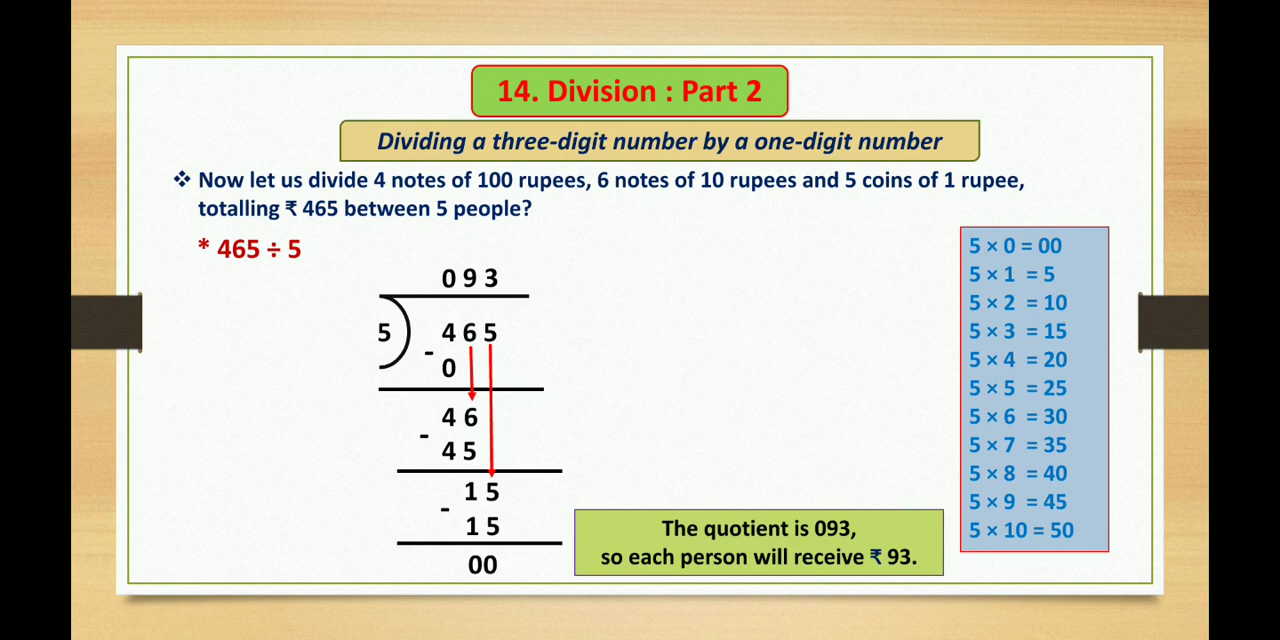 14. Division : Part 2
Dividing a three-digit number by a one-digit number
❖ Now let us divide 4 notes of 100 rupees, 6 notes of 10 rupees and 5 coins of 1 rupee,
totalling ₹ 465 between 5 people?
* 465 ÷ 5
0 9 3
5 4 6 5
- 0
4 6
- 4 5
1 5
- 1 5
00
5 × 0 = 00
5 × 1 = 5
5 × 2 = 10
5 × 3 = 15
5 × 4 = 20
5 × 5 = 25
5 × 6 = 30
5 × 7 = 35
5 × 8 = 40
5 × 9 = 45
5 × 10 = 50
The quotient is 093,
so each person will receive ₹ 93.